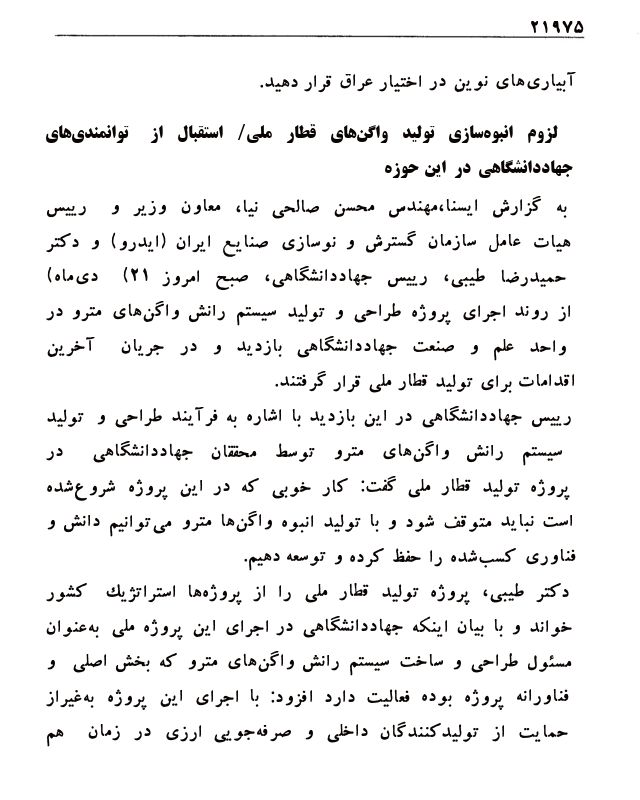 ۲۱۹۷۵
آبیاری‌های نوین در اختیار عراق قرار دهید.
لزوم انبوه‌سازی تولید واگن‌های قطار ملی/ استقبال از توانمندی‌های
جهاددانشگاهی در این حوزه
به گزارش ایسنا،مهندس محسن صالحی نیا، معاون وزیر و رییس
هیات عامل سازمان گسترش و نوسازی صنایع ایران (ایدرو) و دکتر
حمیدرضا طیبی، رییس جهاددانشگاهی، صبح امروز ۲۱) دی‌ماه)
از روند اجرای پروژه طراحی و تولید سیستم رانش واگن‌های مترو در
واحد علم و صنعت جهاددانشگاهی بازدید و در جریان آخرین
اقدامات برای تولید قطار ملی قرار گرفتند.
رییس جهاددانشگاهی در این بازدید با اشاره به فرآیند طراحی و تولید
سیستم رانش واگن‌های مترو توسط محققان جهاددانشگاهی در
پروژه تولید قطار ملی گفت: کار خوبی که در این پروژه شروع‌شده
است نباید متوقف شود و با تولید انبوه واگن‌ها مترو می‌توانیم دانش و
فناوری کسب‌شده را حفظ کرده و توسعه دهیم.
دکتر طیبی، پروژه تولید قطار ملی را از پروژه‌ها استراتژیك کشور
خواند و با بیان اینکه جهاددانشگاهی در اجرای این پروژه ملی به‌عنوان
مسئول طراحی و ساخت سیستم رانش واگن‌های مترو که بخش اصلی و
فناورانه پروژه بوده فعالیت دارد افزود: با اجرای این پروژه به‌غیراز
حمایت از تولیدکنندگان داخلی و صرفه‌جویی ارزی در زمان هم